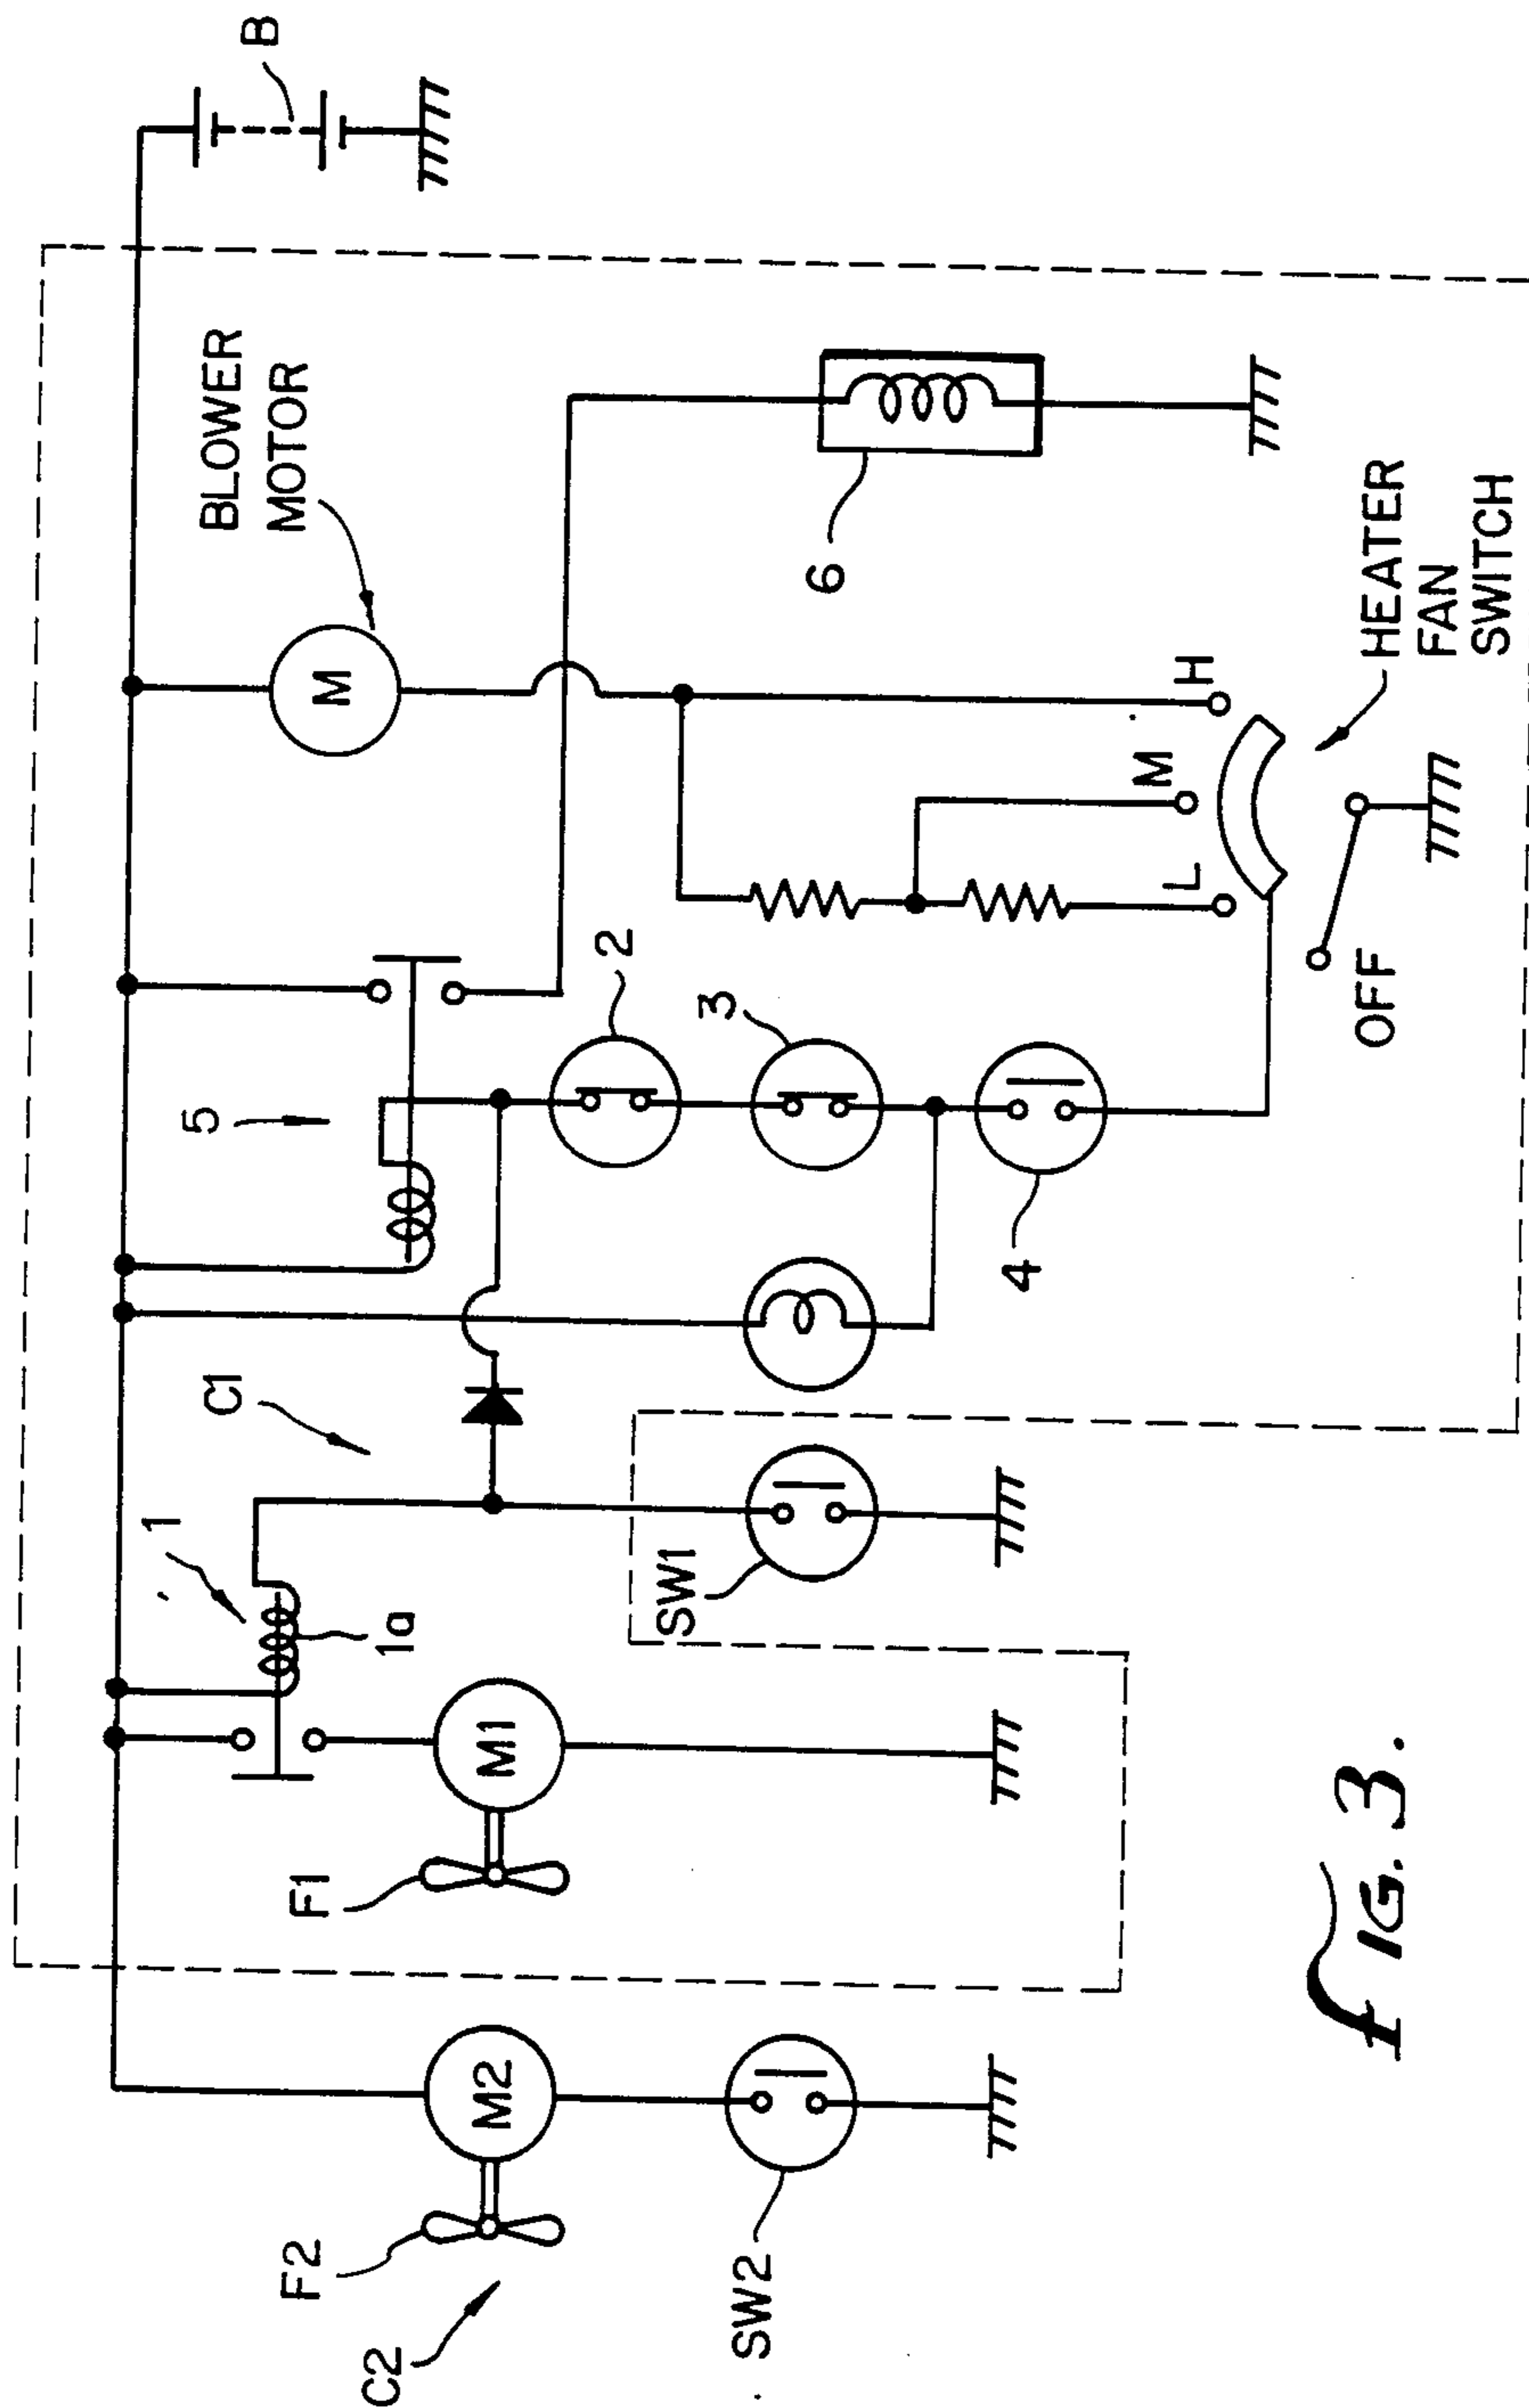 B
BLOWER
MOTOR
M
6
HEATER
FAN
SWITCH
H
M
L
OFF
5
2
3
4
C1
1
1a
SW1
M1
F1
M2
F2
C2
SW2
FIG. 3.